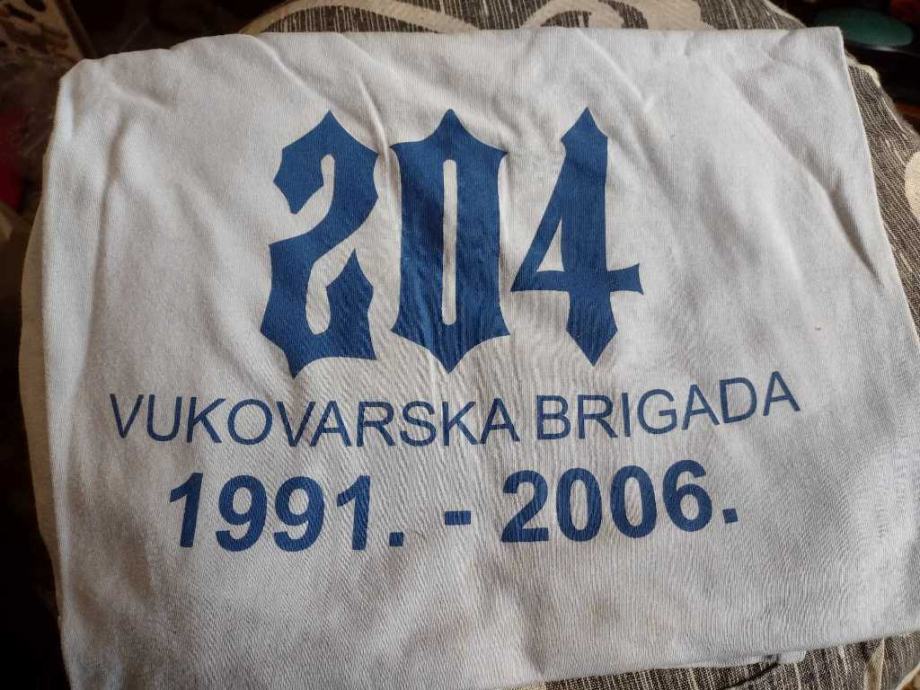 204
VUKOVARSKA BRIGADA
1991. - 2006.